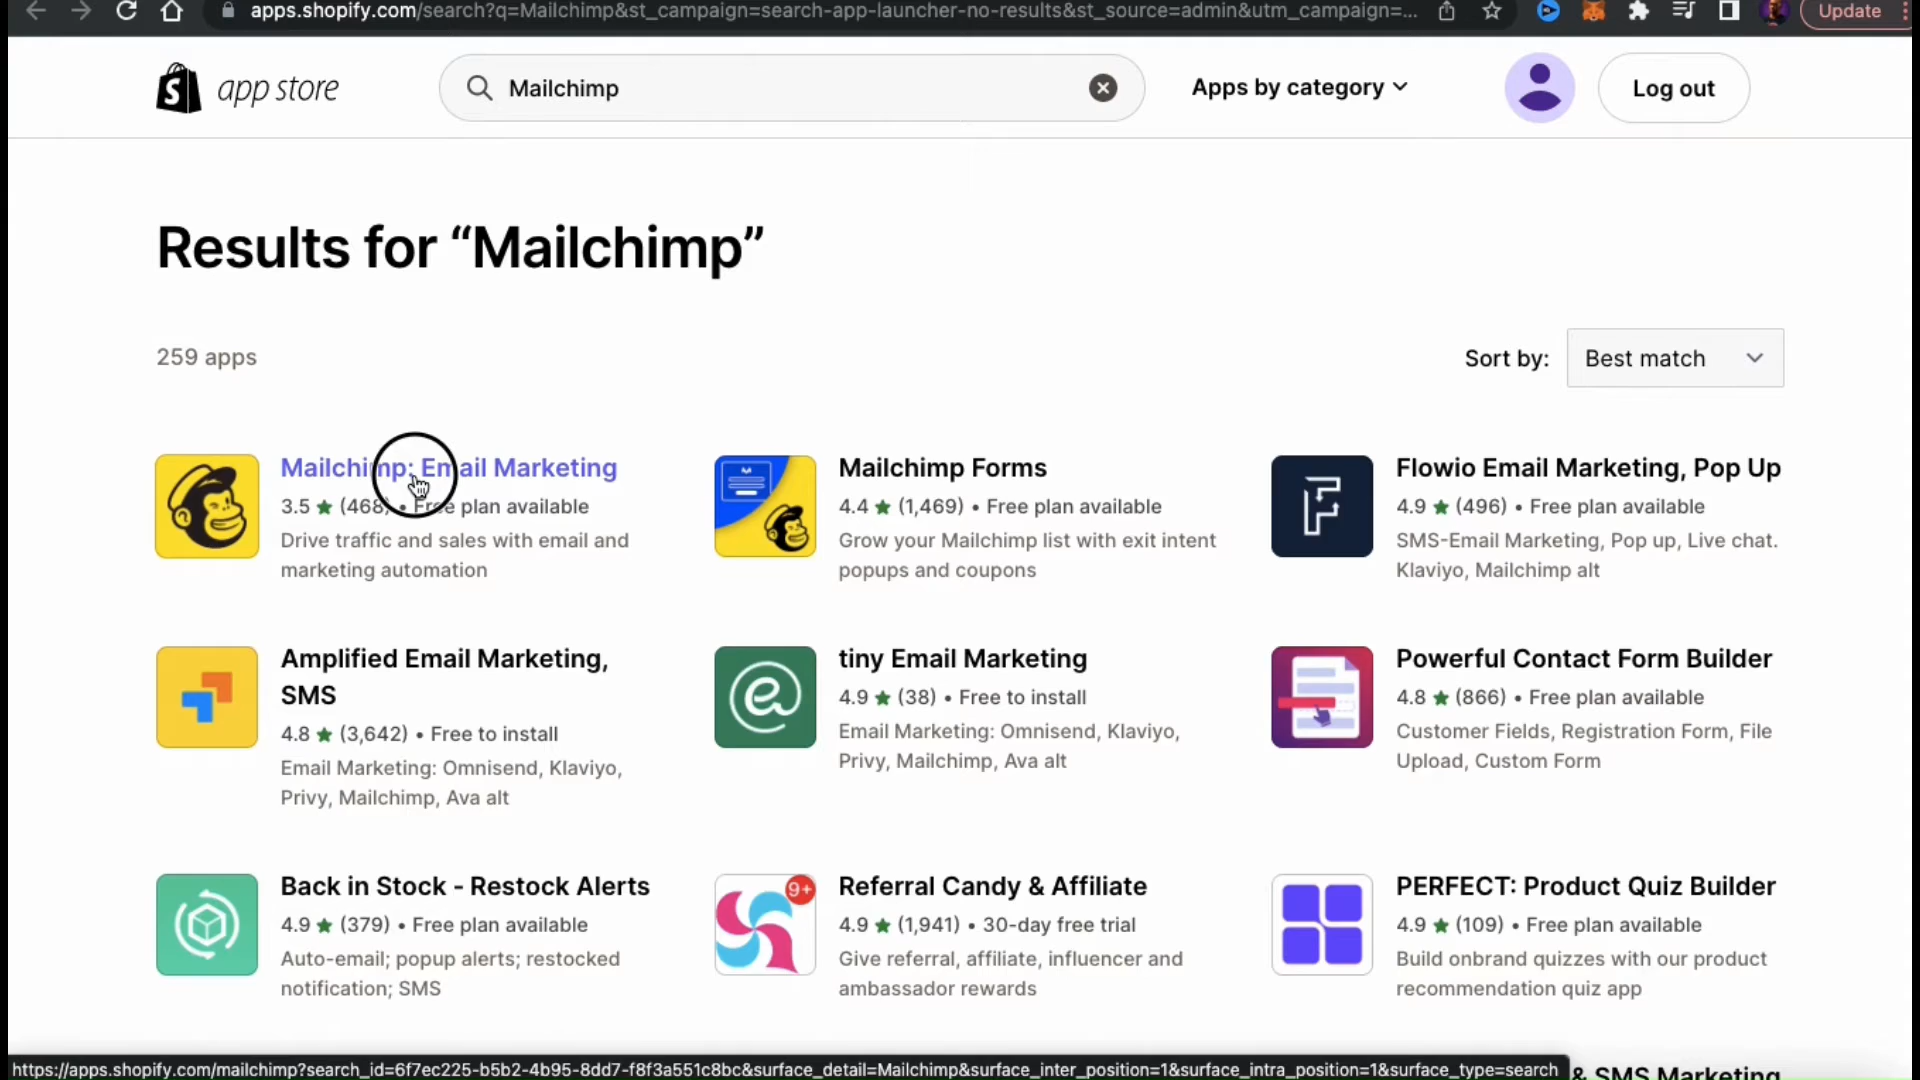 apps.shopify.com/search?q=Mailchimp&st_campaign=search-app-launcher-no-results&st_source=admin&utm_campaign=...
Update
app store
Mailchimp
Apps by category
Log out
Results for “Mailchimp”
259 apps
Sort by:
Best match
Mailchimp: Email Marketing
3.5 ★ (468) • Free plan available
Drive traffic and sales with email and
marketing automation
Mailchimp Forms
4.4 ★ (1,469) • Free plan available
Grow your Mailchimp list with exit intent
popups and coupons
Flowio Email Marketing, Pop Up
4.9 ★ (496) • Free plan available
SMS-Email Marketing, Pop up, Live chat.
Klaviyo, Mailchimp alt
Amplified Email Marketing,
SMS
4.8 ★ (3,642) • Free to install
Email Marketing: Omnisend, Klaviyo,
Privy, Mailchimp, Ava alt
tiny Email Marketing
4.9 ★ (38) • Free to install
Email Marketing: Omnisend, Klaviyo,
Privy, Mailchimp, Ava alt
Powerful Contact Form Builder
4.8 ★ (866) • Free plan available
Customer Fields, Registration Form, File
Upload, Custom Form
Back in Stock - Restock Alerts
4.9 ★ (379) • Free plan available
Auto-email; popup alerts; restocked
notification; SMS
9+
Referral Candy & Affiliate
4.9 ★ (1,941) • 30-day free trial
Give referral, affiliate, influencer and
ambassador rewards
PERFECT: Product Quiz Builder
4.9 ★ (109) • Free plan available
Build onbrand quizzes with our product
recommendation quiz app
https://apps.shopify.com/mailchimp?search_id=6f7ec225-b5b2-4b95-8dd7-f8f3a551c8bc&surface_detail=Mailchimp&surface_inter_position=1&surface_intra_position=1&surface_type=search
& SMS Marketing